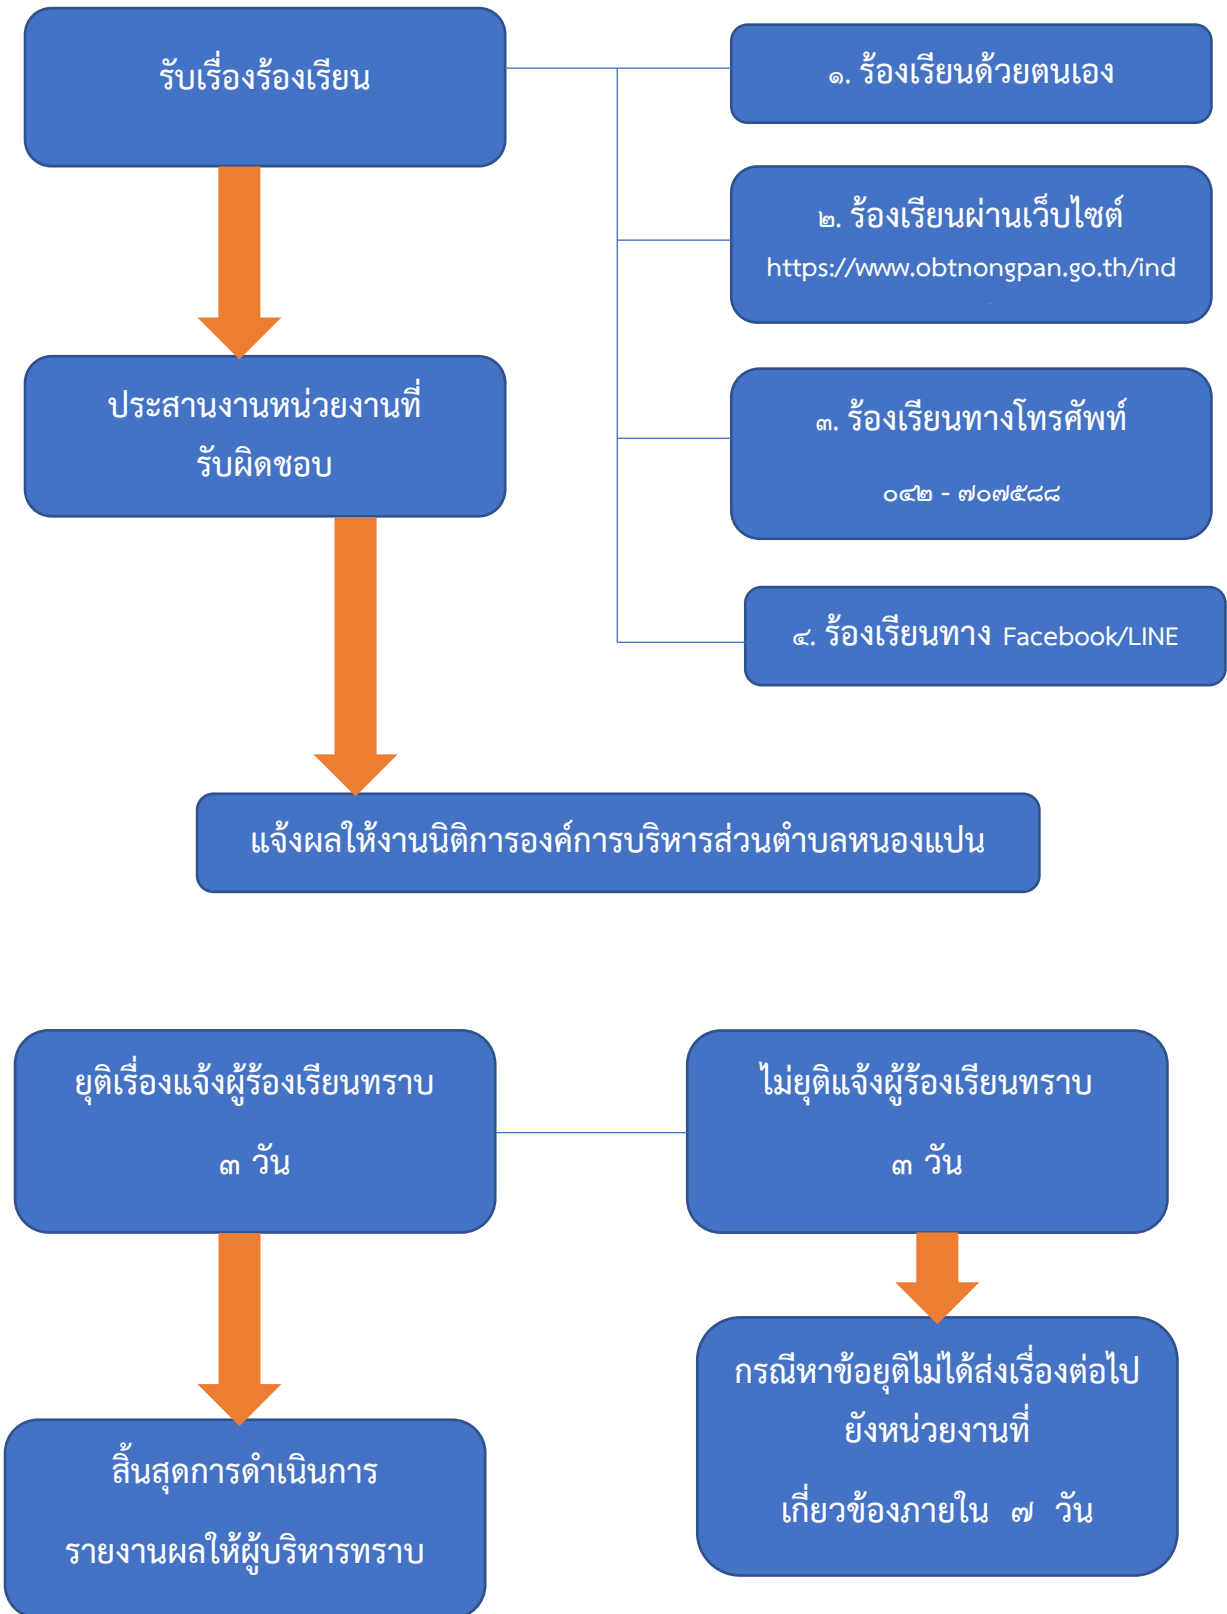 รับเรื่องร้องเรียน
๑. ร้องเรียนด้วยตนเอง
๒. ร้องเรียนผ่านเว็บไซต์
https://www.obtnongpan.go.th/ind
๓. ร้องเรียนทางโทรศัพท์
๐๔๒ - ๗๐๗๕๘๘
๔. ร้องเรียนทาง Facebook/LINE
ประสานงานหน่วยงานที่
รับผิดชอบ
แจ้งผลให้งานนิติการองค์การบริหารส่วนตำบลหนองแปน
ยุติเรื่องแจ้งผู้ร้องเรียนทราบ
๓ วัน
ไม่ยุติแจ้งผู้ร้องเรียนทราบ
๓ วัน
สิ้นสุดการดำเนินการ
รายงานผลให้ผู้บริหารทราบ
กรณีหาข้อยุติไม่ได้ส่งเรื่องต่อไป
ยังหน่วยงานที่
เกี่ยวข้องภายใน ๗ วัน